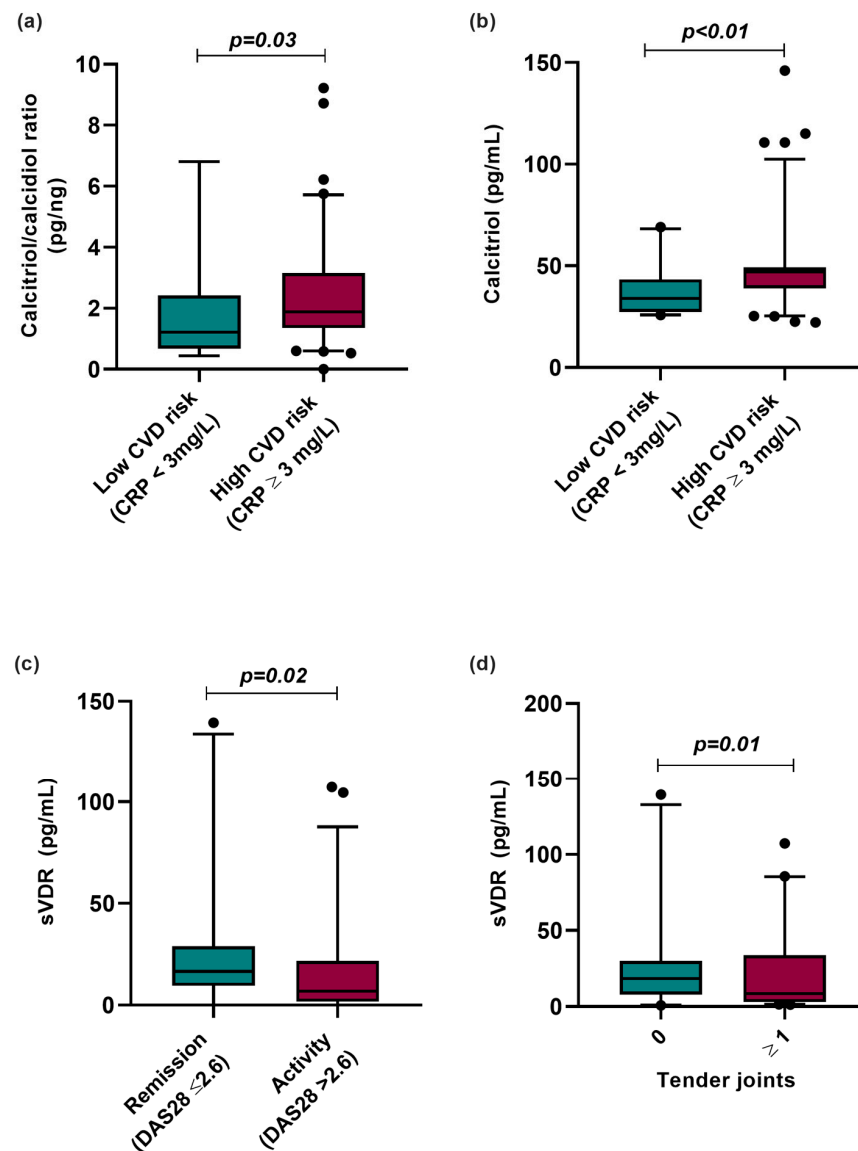 (a)
p=0.03
Calcitriol/calcidiol ratio
(pg/ng)
10
8
6
4
2
0
Low CVD risk
(CRP < 3mg/L)
High CVD risk
(CRP ≥ 3 mg/L)
(b)
p<0.01
Calcitriol (pg/mL)
150
100
50
0
Low CVD risk
(CRP < 3mg/L)
High CVD risk
(CRP ≥ 3 mg/L)
(c)
p=0.02
sVDR (pg/mL)
150
100
50
0
Remission
(DAS28 ≤2.6)
Activity
(DAS28 >2.6)
(d)
p=0.01
sVDR (pg/mL)
200
150
100
50
0
0
≥ 1
Tender joints